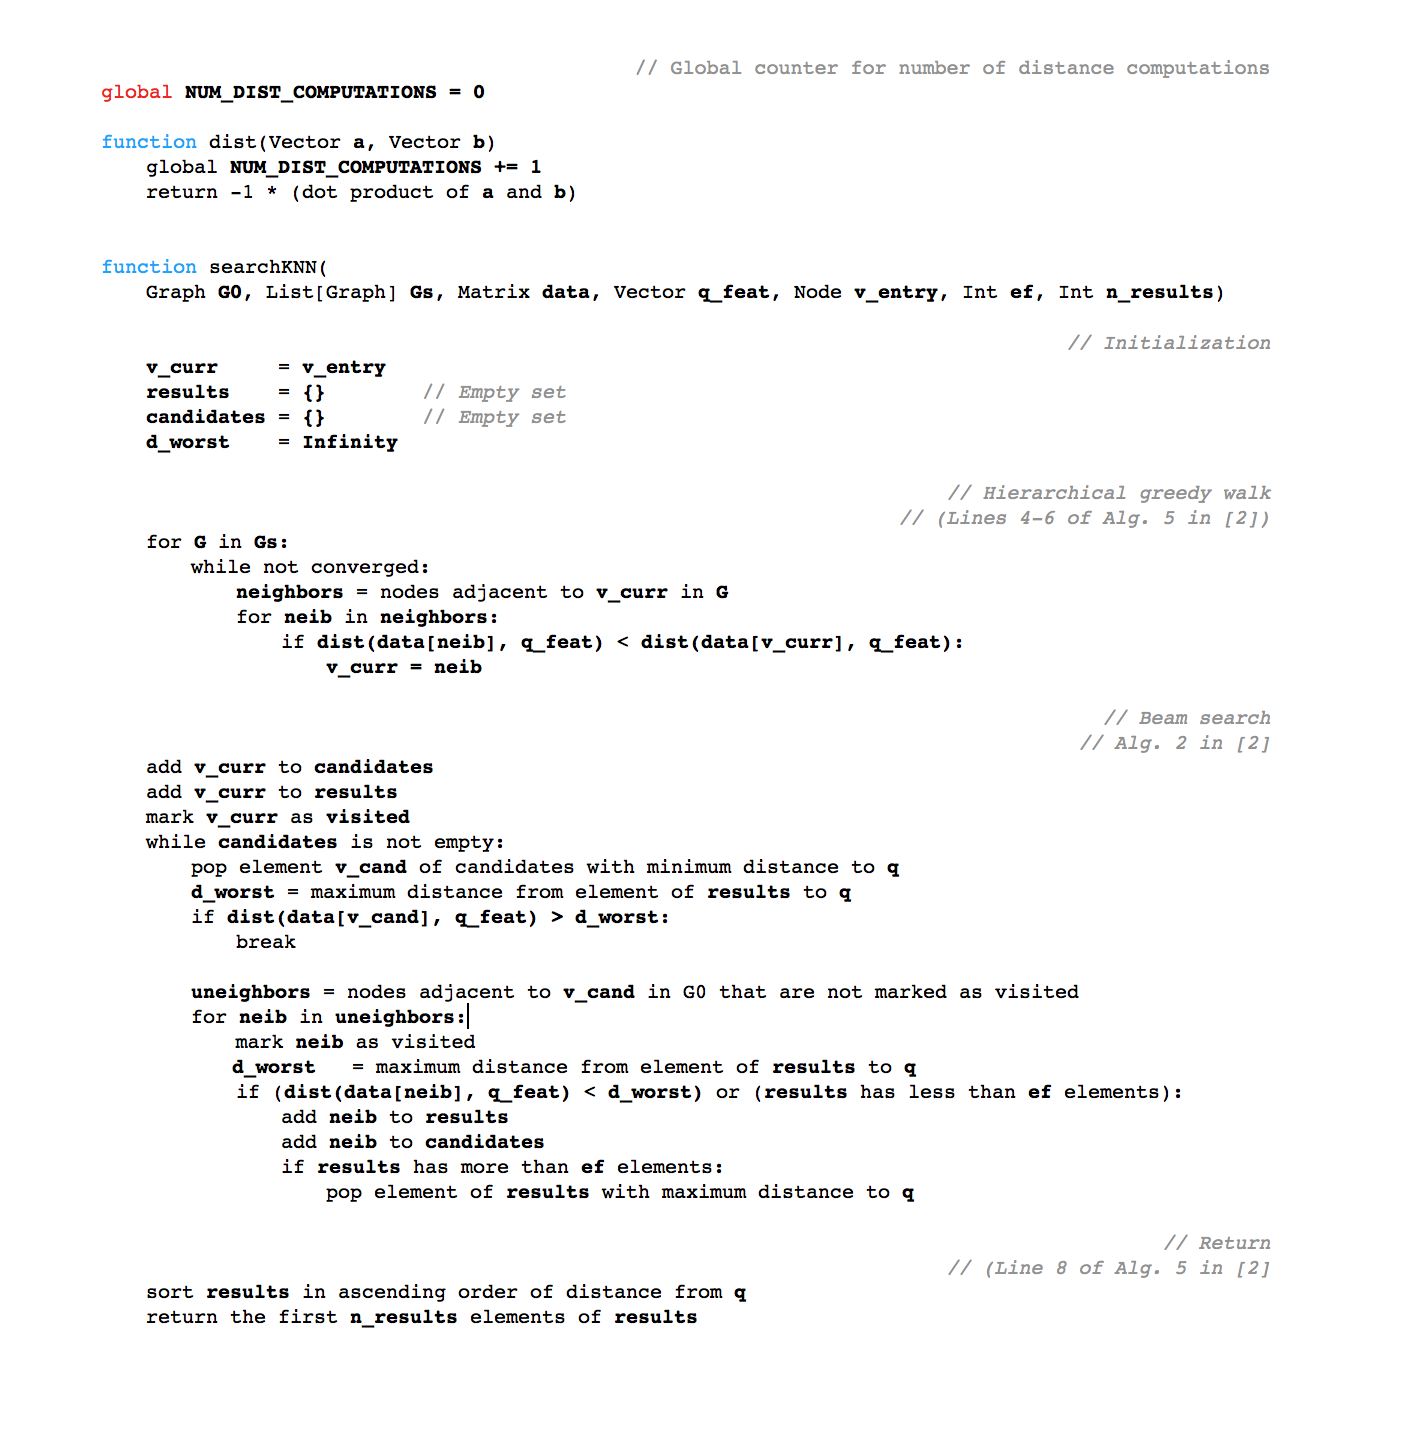 // Global counter for number of distance computations
global NUM_DIST_COMPUTATIONS = 0
function dist(Vector a, Vector b)
global NUM_DIST_COMPUTATIONS += 1
return -1 * (dot product of a and b)
function searchKNN(
Graph G0, List[Graph] Gs, Matrix data, Vector q_feat, Node v_entry, Int ef, Int n_results)
// Initialization
v_curr = v_entry
results = {} // Empty set
candidates = {} // Empty set
d_worst = Infinity
// Hierarchical greedy walk
// (Lines 4-6 of Alg. 5 in [2])
for G in Gs:
while not converged:
neighbors = nodes adjacent to v_curr in G
for neib in neighbors:
if dist(data[neib], q_feat) < dist(data[v_curr], q_feat):
v_curr = neib
// Beam search
// Alg. 2 in [2]
add v_curr to candidates
add v_curr to results
mark v_curr as visited
while candidates is not empty:
pop element v_cand of candidates with minimum distance to q
d_worst = maximum distance from element of results to q
if dist(data[v_cand], q_feat) > d_worst:
break
uneighbors = nodes adjacent to v_cand in G0 that are not marked as visited
for neib in uneighbors:
mark neib as visited
d_worst = maximum distance from element of results to q
if (dist(data[neib], q_feat) < d_worst) or (results has less than ef elements):
add neib to results
add neib to candidates
if results has more than ef elements:
pop element of results with maximum distance to q
// Return
// (Line 8 of Alg. 5 in [2]
sort results in ascending order of distance from q
return the first n_results elements of results